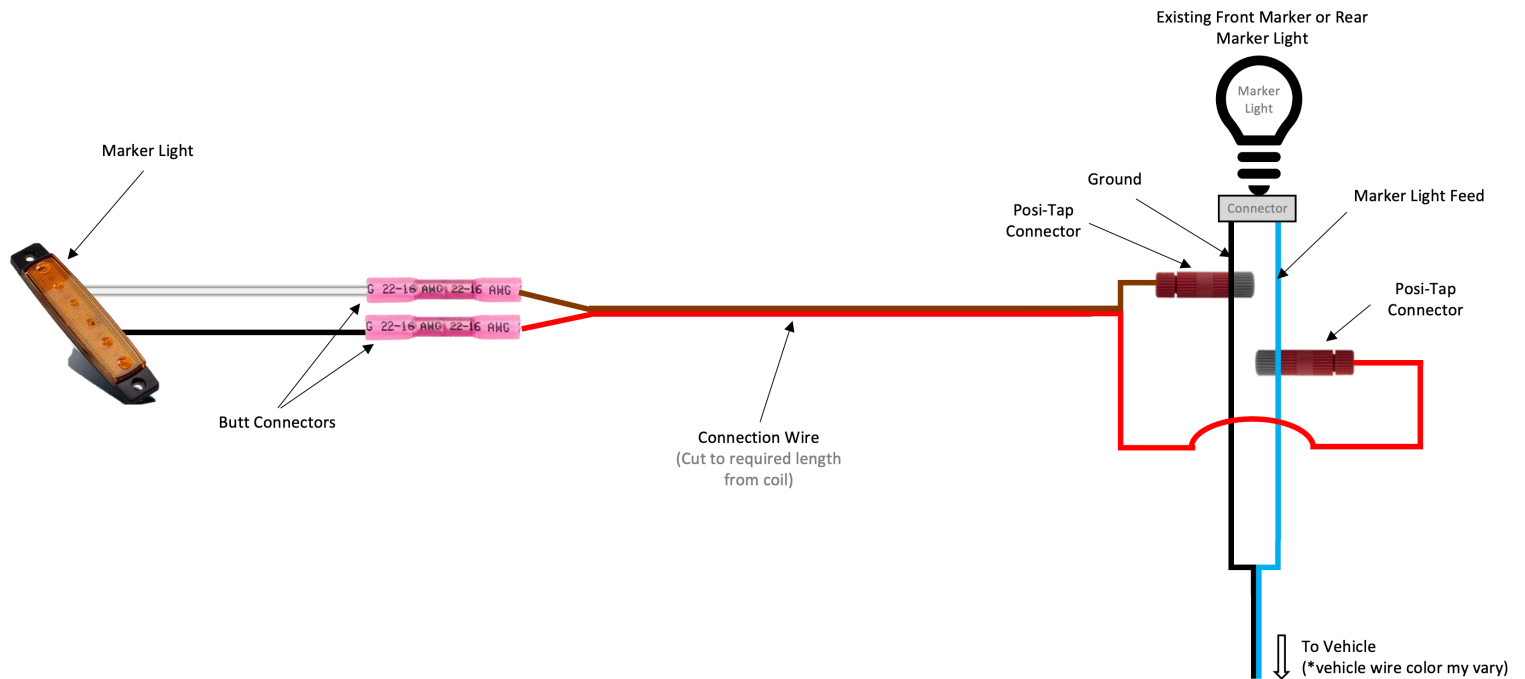 Existing Front Marker or Rear
Marker Light
Marker
Light
Marker Light
Ground
Connector
Marker Light Feed
Posi-Tap
Connector
G 22-16 AWG 22-16 AWG
Posi-Tap
Connector
G 22-16 AWG 22-16 AWG
Butt Connectors
Connection Wire
(Cut to required length
from coil)
To Vehicle
(*vehicle wire color my vary)